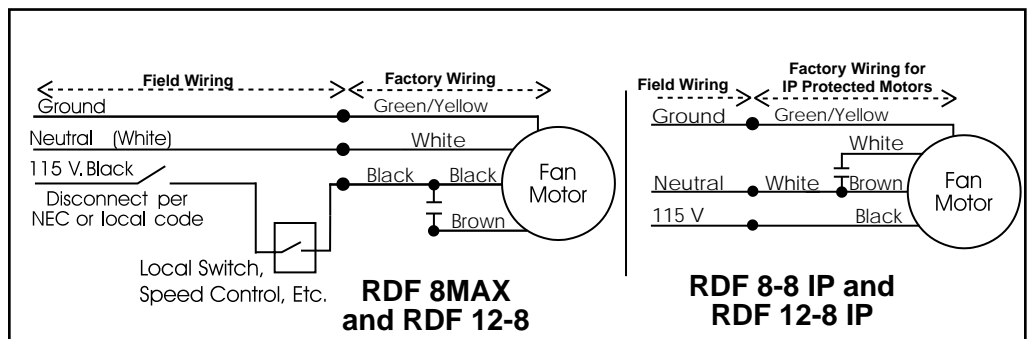 Field Wiring
Factory Wiring
Ground
Green/Yellow
Neutral (White)
White
115 V. Black
Black
Black
Disconnect per
NEC or local code
Brown
Fan
Motor
Local Switch,
Speed Control, Etc.
RDF 8MAX
and RDF 12-8
Field Wiring
Factory Wiring for
IP Protected Motors
Ground
Green/Yellow
White
Neutral
White
Brown
115 V
Black
Fan
Motor
RDF 8-8 IP and
RDF 12-8 IP